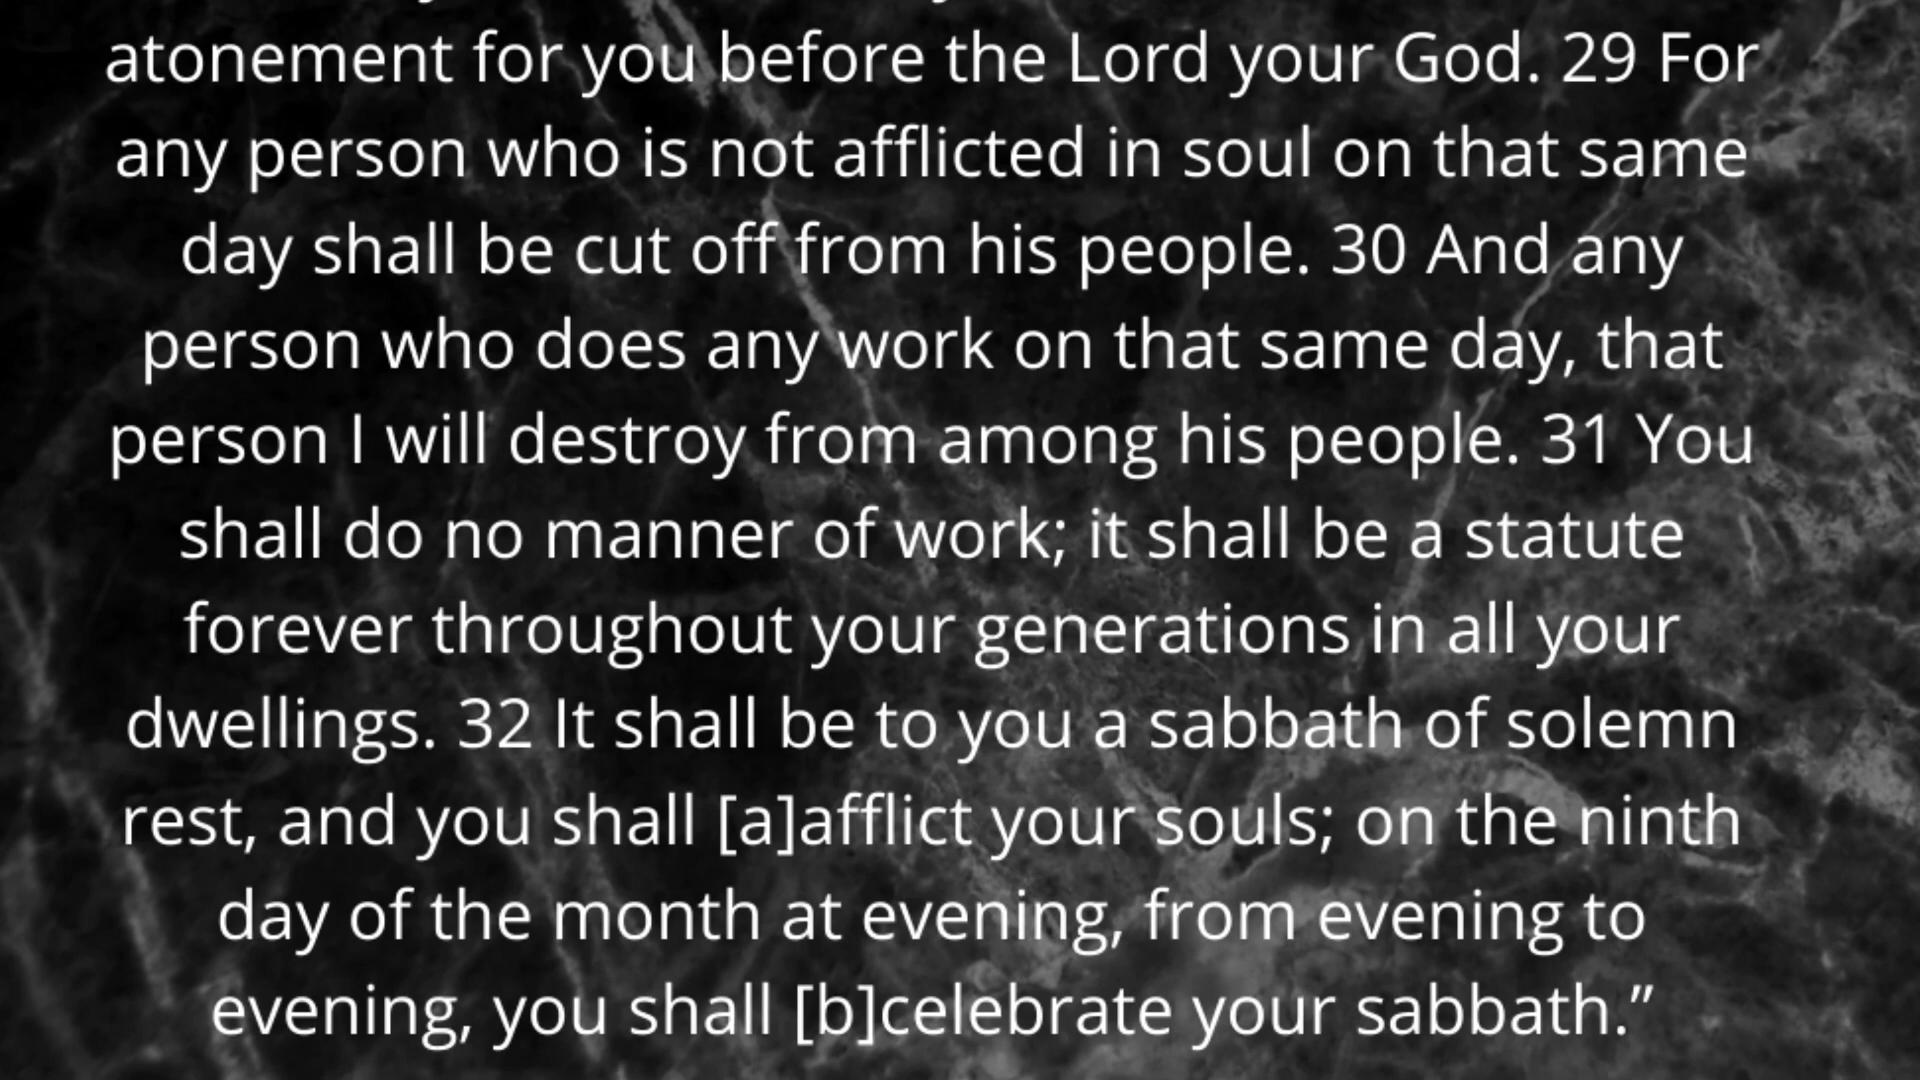 atonement for you before the Lord your God. 29 For
any person who is not afflicted in soul on that same
day shall be cut off from his people. 30 And any
person who does any work on that same day, that
person I will destroy from among his people. 31 You
shall do no manner of work; it shall be a statute
forever throughout your generations in all your
dwellings. 32 It shall be to you a sabbath of solemn
rest, and you shall [a]afflict your souls; on the ninth
day of the month at evening, from evening to
evening, you shall [b]celebrate your sabbath.”